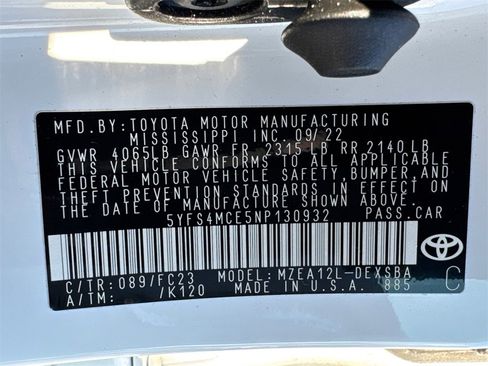 MFD. BY: TOYOTA MOTOR MANUFACTURING
MISSISSIPPI INC. 09/22
GVWR 4065LB GAWR FR 2315LB RR 2140LB
THIS VEHICLE CONFORMS TO ALL APPLICABLE
FEDERAL MOTOR VEHICLE SAFETY, BUMPER, AND
THEFT PREVENTION STANDARDS IN EFFECT ON
THE DATE OF MANUFACTURE SHOWN ABOVE.
5YFS4MCE5NP130932 PASS. CAR
C/TR: 089/FC23 MODEL: MZEA12L-DEXSBA
A/TM: /K120 MADE IN U.S.A. 885
TOYOTA
C